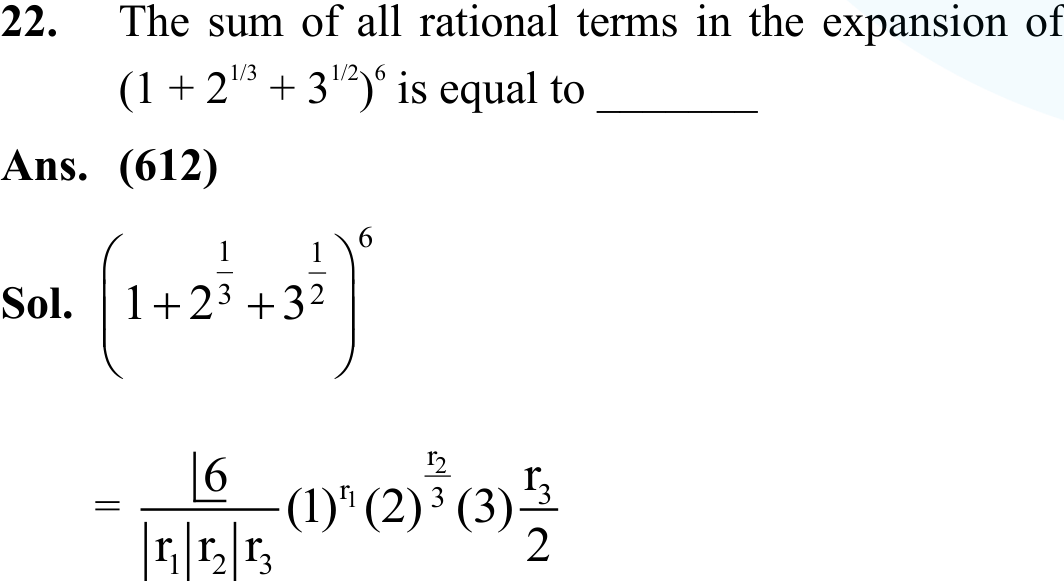 22. The sum of all rational terms in the expansion of
(1 + 2^{1/3} + 3^{1/2})^6 is equal to ________
Ans. (612)
Sol. \left(1+2^{\frac{1}{3}}+3^{\frac{1}{2}}\right)^6
= \frac{⌊6}{|r_1|r_2|r_3}(1)^{r_1}(2)^{\frac{r_2}{3}}(3)\frac{r_3}{2}